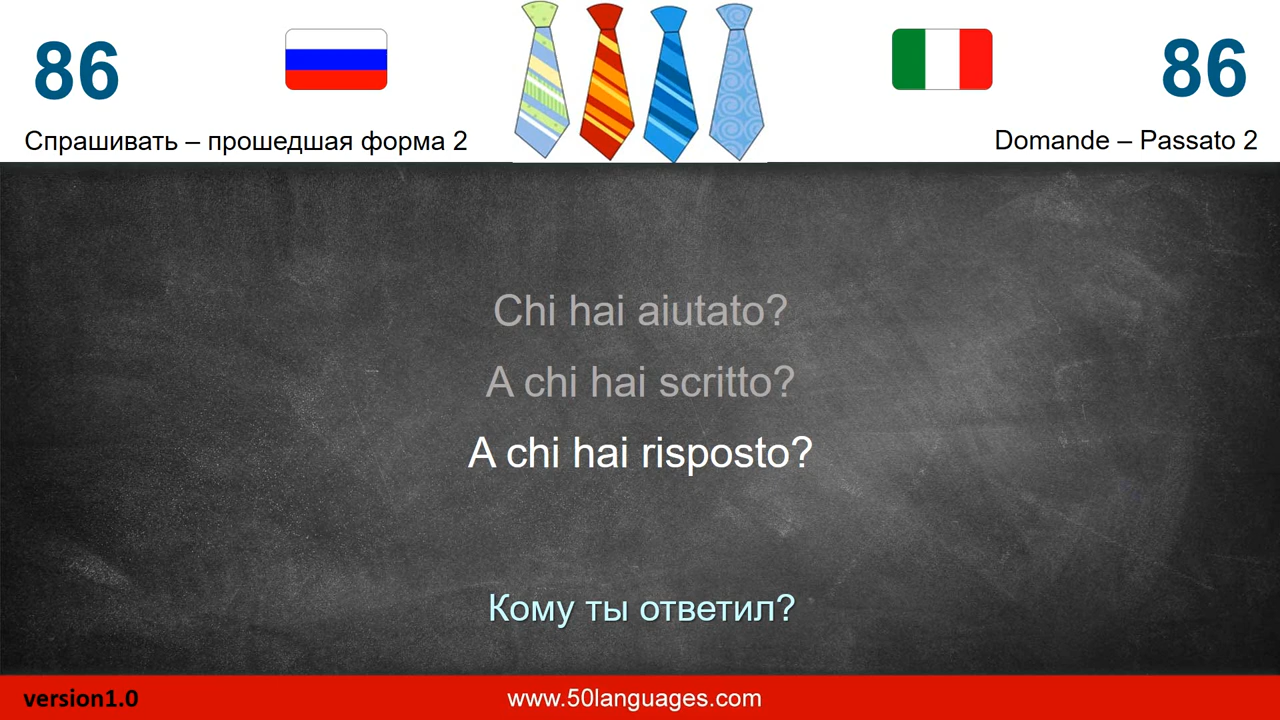 86
86
Спрашивать – прошедшая форма 2
Domande – Passato 2
Chi hai aiutato?
A chi hai scritto?
A chi hai risposto?
Кому ты ответил?
version1.0
www.50languages.com